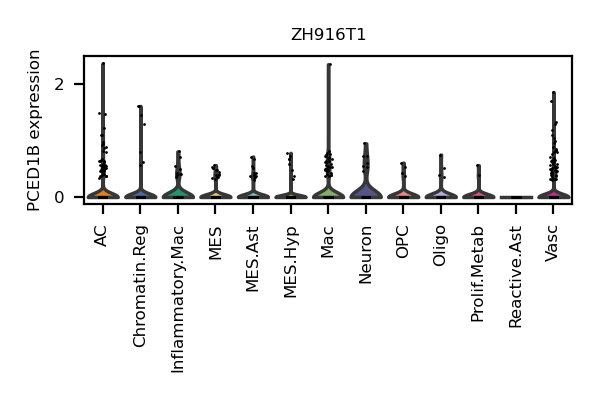 ZH916T1
PCED1B expression
2
0
AC
Chromatin.Reg
Inflammatory.Mac
MES
MES.Ast
MES.Hyp
Mac
Neuron
OPC
Oligo
Prolif.Metab
Reactive.Ast
Vasc